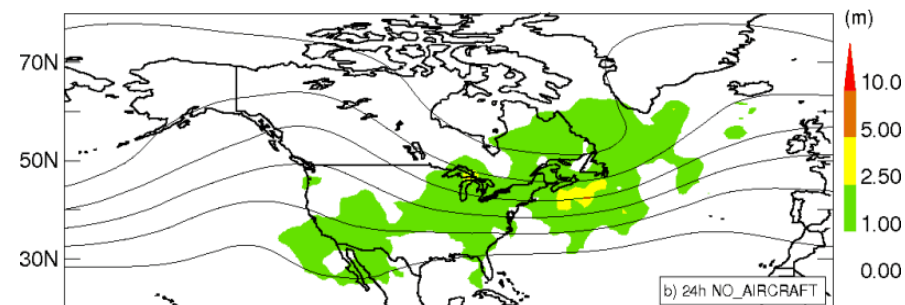 (m)
70N
50N
30N
10.0
5.00
2.50
1.00
0.00
b) 24h NO_AIRCRAFT